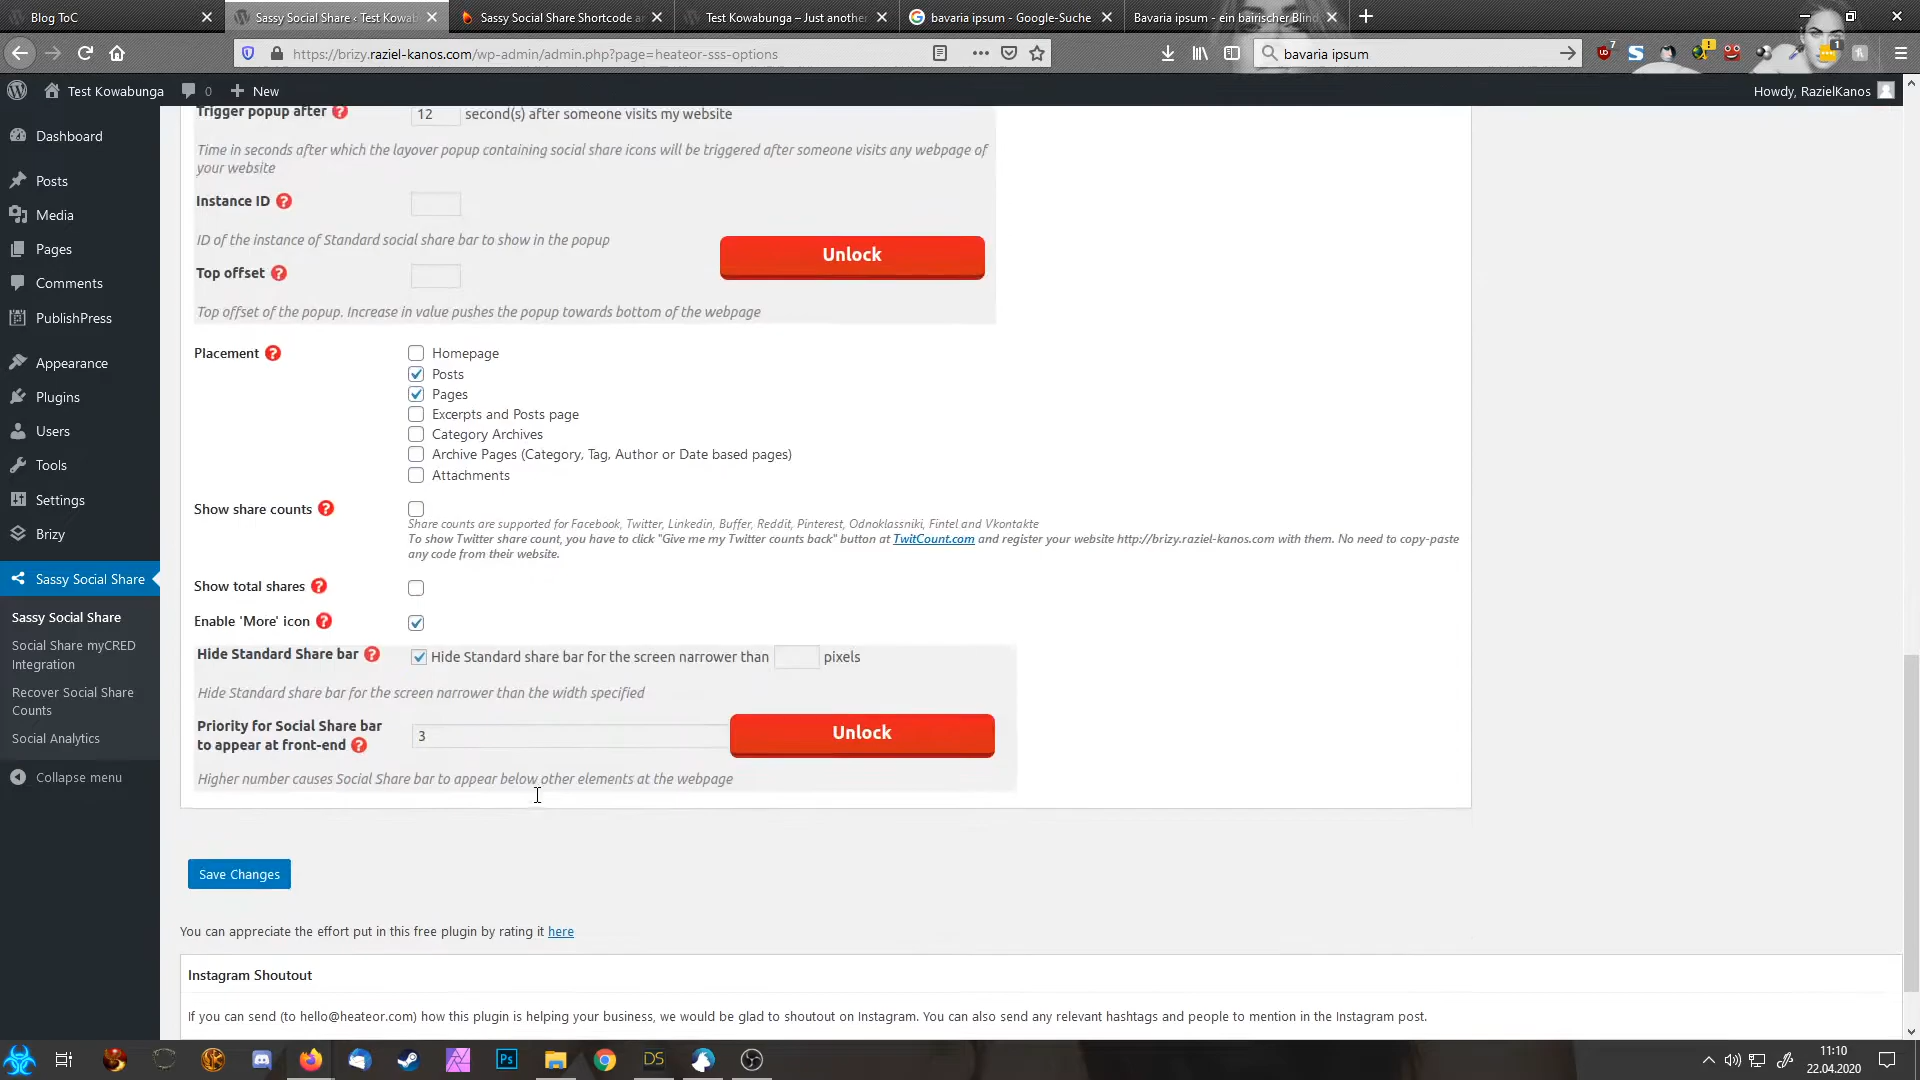 Blog ToC
Sassy Social Share ‹ Test Kowab
Sassy Social Share Shortcode an
Test Kowabunga – Just another
bavaria ipsum - Google-Suche
Bavaria ipsum - ein bairischer Blind
https://brizy.raziel-kanos.com/wp-admin/admin.php?page=heateor-sss-options
bavaria ipsum
7
1
Test Kowabunga
0
New
Howdy, RazielKanos
Dashboard
Posts
Media
Pages
Comments
PublishPress
Appearance
Plugins
Users
Tools
Settings
Brizy
Sassy Social Share
Sassy Social Share
Social Share myCRED
Integration
Recover Social Share
Counts
Social Analytics
Collapse menu
Trigger popup after ? 12 second(s) after someone visits my website
Time in seconds after which the layover popup containing social share icons will be triggered after someone visits any webpage of
your website
Instance ID ?
ID of the instance of Standard social share bar to show in the popup
Unlock
Top offset ?
Top offset of the popup. Increase in value pushes the popup towards bottom of the webpage
Placement ?
Homepage
Posts
Pages
Excerpts and Posts page
Category Archives
Archive Pages (Category, Tag, Author or Date based pages)
Attachments
Show share counts ?
Share counts are supported for Facebook, Twitter, Linkedin, Buffer, Reddit, Pinterest, Odnoklassniki, Fintel and Vkontakte
To show Twitter share count, you have to click "Give me my Twitter counts back" button at TwitCount.com and register your website http://brizy.raziel-kanos.com with them. No need to copy-paste
any code from their website.
Show total shares ?
Enable 'More' icon ?
Hide Standard Share bar ? Hide Standard share bar for the screen narrower than pixels
Hide Standard share bar for the screen narrower than the width specified
Priority for Social Share bar
to appear at front-end ?
3
Unlock
Higher number causes Social Share bar to appear below other elements at the webpage
Save Changes
You can appreciate the effort put in this free plugin by rating it here
Instagram Shoutout
If you can send (to hello@heateor.com) how this plugin is helping your business, we would be glad to shoutout on Instagram. You can also send any relevant hashtags and people to mention in the Instagram post.
Ps
DS
11:10
22.04.2020